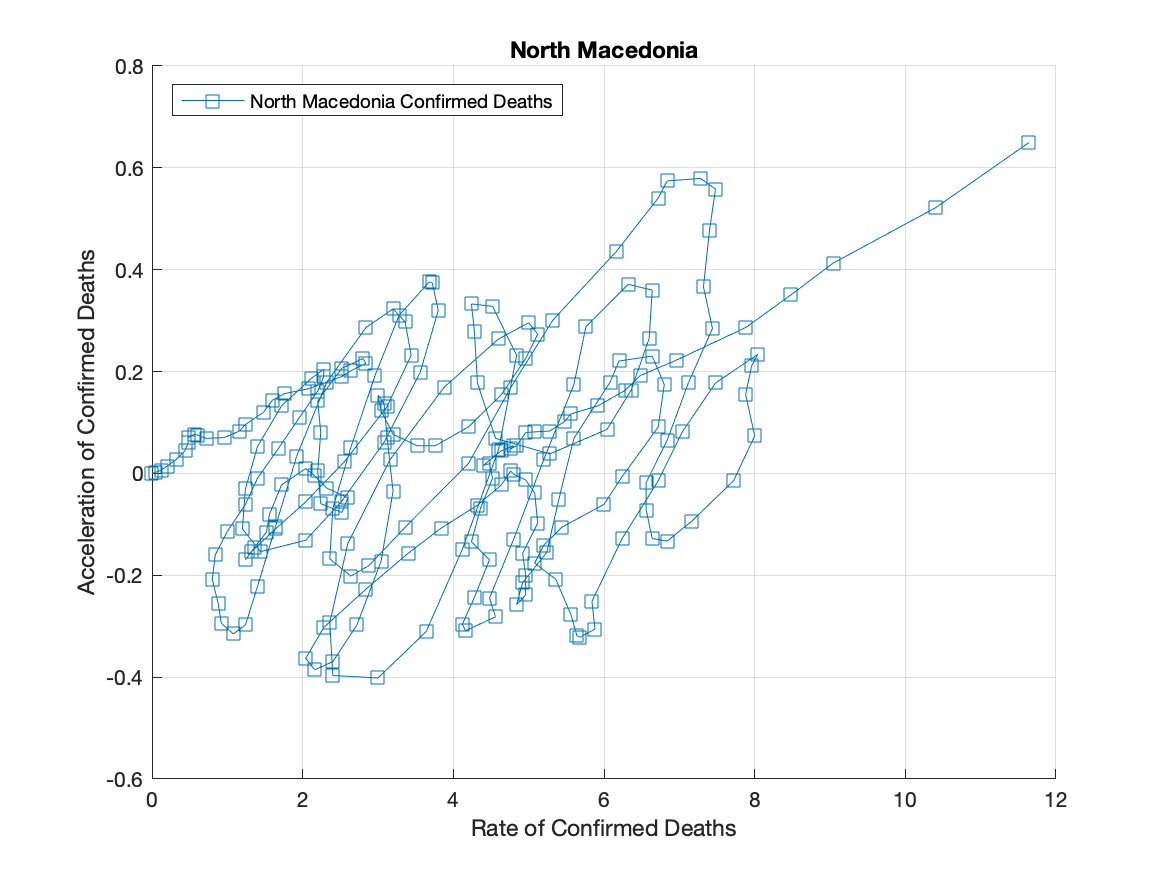 North Macedonia
North Macedonia Confirmed Deaths
0.8
0.6
0.4
0.2
0
-0.2
-0.4
-0.6
Acceleration of Confirmed Deaths
0 2 4 6 8 10 12
Rate of Confirmed Deaths